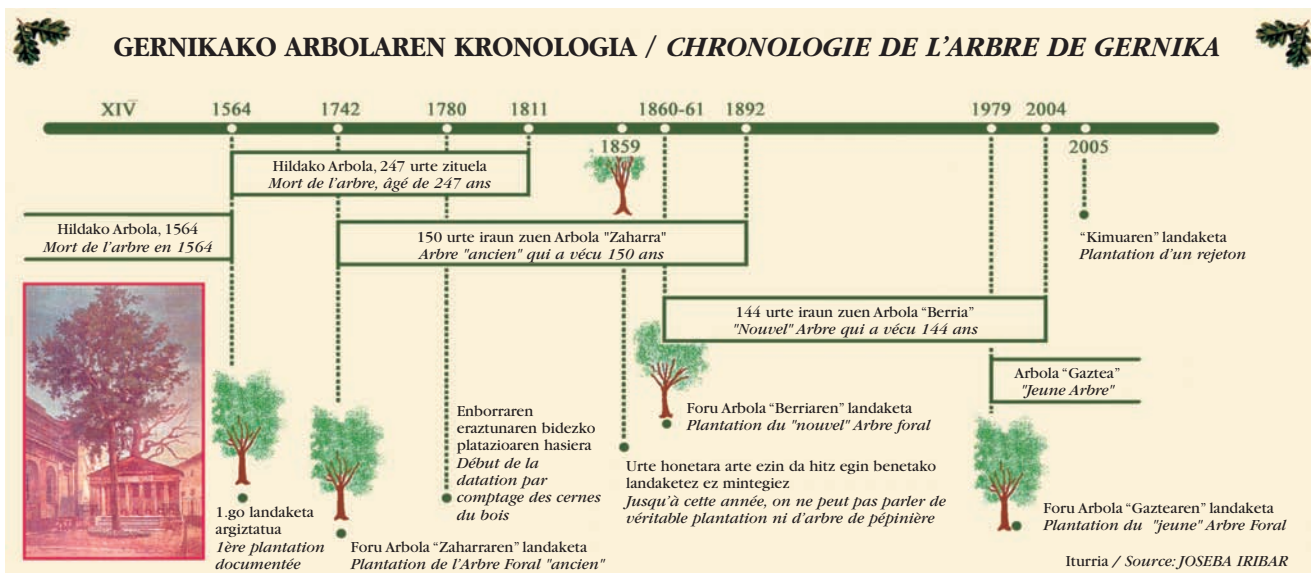 GERNIKAKO ARBOLAREN KRONOLOGIA / CHRONOLOGIE DE L'ARBRE DE GERNIKA
XIV 1564 1742 1780 1811 1860-61 1892 1979 2004
1859
2005
Hildako Arbola, 247 urte zituela
Mort de l'arbre, âgé de 247 ans
Hildako Arbola, 1564
Mort de l'arbre en 1564
150 urte iraun zuen Arbola "Zaharra"
Arbre "ancien" qui a vécu 150 ans
“Kimuaren” landaketa
Plantation d'un rejeton
144 urte iraun zuen Arbola “Berria”
"Nouvel" Arbre qui a vécu 144 ans
Arbola “Gaztea”
"Jeune Arbre"
1.go landaketa
argiztatua
1ère plantation
documentée
Foru Arbola “Zaharraren” landaketa
Plantation de l'Arbre Foral "ancien"
Enborraren
eraztunaren bidezko
platazioaren hasiera
Début de la
datation par
comptage des cernes
du bois
Foru Arbola “Berriaren” landaketa
Plantation du "nouvel" Arbre foral
Urte honetara arte ezin da hitz egin benetako
landaketez ez mintegiez
Jusqu'à cette année, on ne peut pas parler de
véritable plantation ni d'arbre de pépinière
Foru Arbola “Gaztearen” landaketa
Plantation du "jeune" Arbre Foral
Iturria / Source: JOSEBA IRIBAR